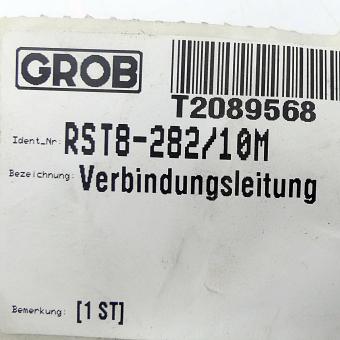 GROB
T2089568
Ident_Nr: RST8-282/10M
Bezeichnung: Verbindungsleitung
Bemerkung: [1 ST]